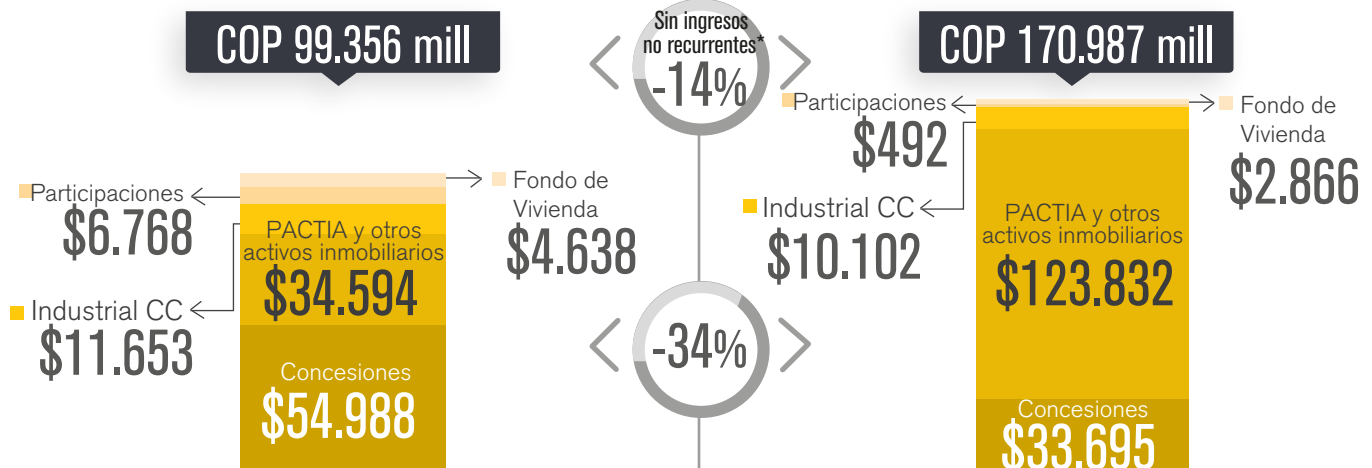 COP 99.356 mill
Participaciones
$6.768
Industrial CC
$11.653
Fondo de
Vivienda
$4.638
PACTIA y otros
activos inmobiliarios
$34.594
Concesiones
$54.988
Sin ingresos
no recurrentes*
-14%
-34%
COP 170.987 mill
Participaciones
$492
Industrial CC
$10.102
Fondo de
Vivienda
$2.866
PACTIA y otros
activos inmobiliarios
$123.832
Concesiones
$33.695